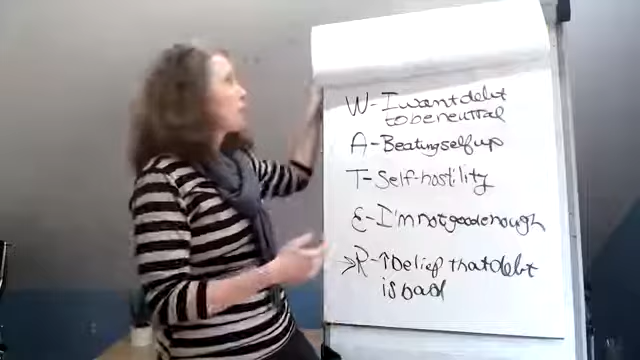 W-I want debt
to be neutral
A-Beating self up
T-Self-hostility
E-I'm not good enough
>R-↑Belief that debt
is bad